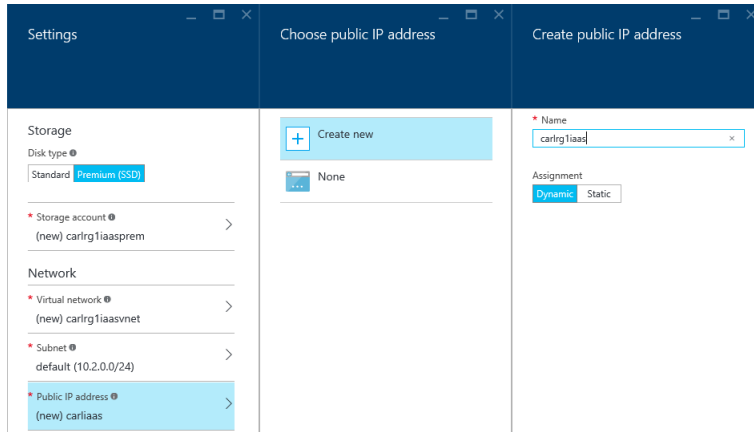 Settings
Storage
Disk type
Standard Premium (SSD)
* Storage account
(new) carlrg1iaasprem
Network
* Virtual network
(new) carlrg1iaasvnet
* Subnet
default (10.2.0.0/24)
* Public IP address
(new) carliaas
Choose public IP address
Create new
None
Create public IP address
* Name
carlrg1iaas
Assignment
Dynamic Static